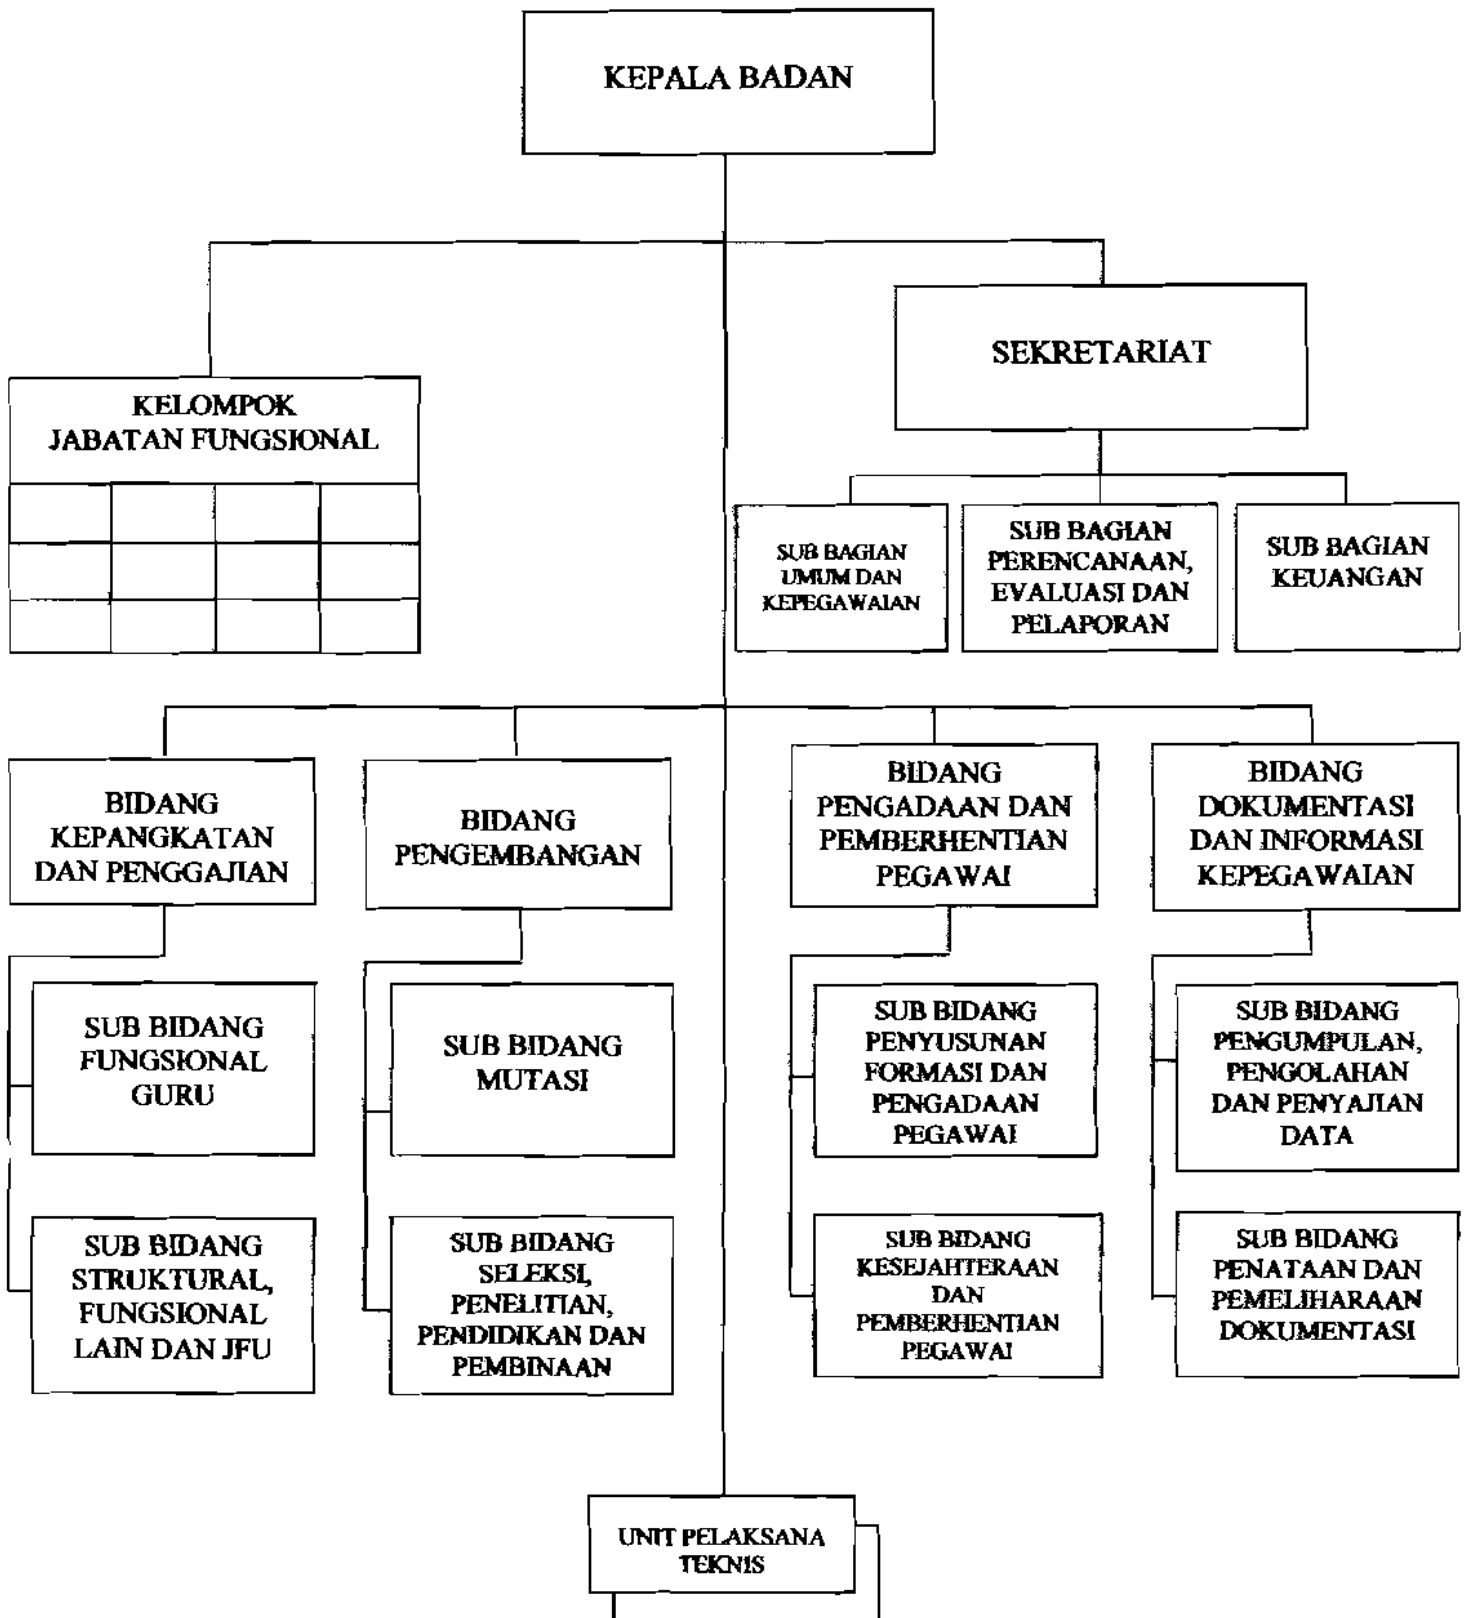 KEPALA BADAN
SEKRETARIAT
KELOMPOK
JABATAN FUNGSIONAL
SUB BAGIAN
UMUM DAN
KEPEGAWAIAN
SUB BAGIAN
PERENCANAAN,
EVALUASI DAN
PELAPORAN
SUB BAGIAN
KEUANGAN
BIDANG
KEPANGKATAN
DAN PENGGAJIAN
BIDANG
PENGEMBANGAN
BIDANG
PENGADAAN DAN
PEMBERHENTIAN
PEGAWAI
BIDANG
DOKUMENTASI
DAN INFORMASI
KEPEGAWAIAN
SUB BIDANG
FUNGSIONAL
GURU
SUB BIDANG
MUTASI
SUB BIDANG
PENYUSUNAN
FORMASI DAN
PENGADAAN
PEGAWAI
SUB BIDANG
PENGUMPULAN,
PENGOLAHAN
DAN PENYAJIAN
DATA
SUB BIDANG
STRUKTURAL,
FUNGSIONAL
LAIN DAN JFU
SUB BIDANG
SELEKSI,
PENELITIAN,
PENDIDIKAN DAN
PEMBINAAN
SUB BIDANG
KESEJAHTERAAN
DAN
PEMBERHENTIAN
PEGAWAI
SUB BIDANG
PENATAAN DAN
PEMELIHARAAN
DOKUMENTASI
UNIT PELAKSANA
TEKNIS